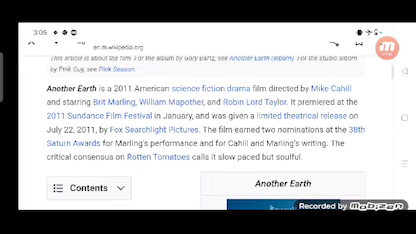 3:05
en.m.wikipedia.org
This article is about the film. For the album by Gary Bartz, see Another Earth (album). For the studio album
by Pink Guy, see Pink Season.
Another Earth is a 2011 American science fiction drama film directed by Mike Cahill
and starring Brit Marling, William Mapother, and Robin Lord Taylor. It premiered at the
2011 Sundance Film Festival in January, and was given a limited theatrical release on
July 22, 2011, by Fox Searchlight Pictures. The film earned two nominations at the 38th
Saturn Awards for Marling's performance and for Cahill and Marling's writing. The
critical consensus on Rotten Tomatoes calls it slow paced but soulful.
Contents
Another Earth
Recorded by Mobizen